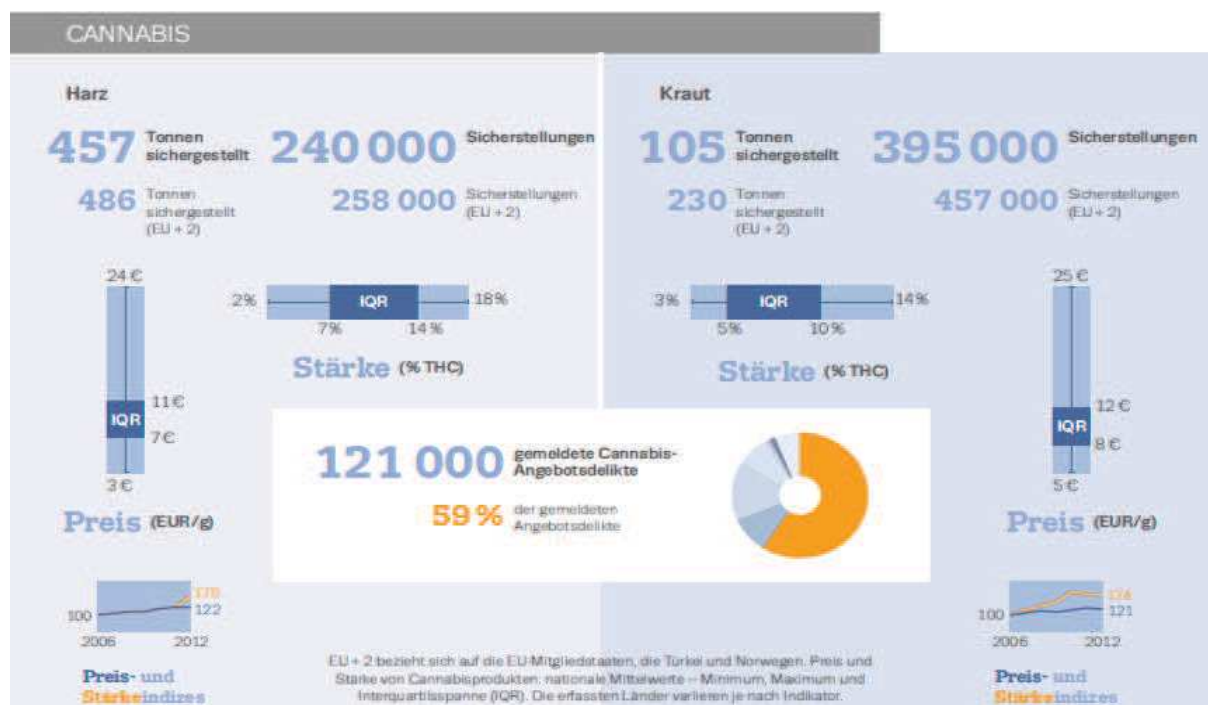 CANNABIS
Harz
457 Tonnen sichergestellt
240 000 Sicherstellungen
486 Tonnen sichergestellt (EU + 2)
258 000 Sicherstellungen (EU + 2)
24 €
11 €
IQR
7 €
3 €
Preis (EUR/g)
2%
IQR
18%
7%
14%
Stärke (% THC)
100
170
122
2006
2012
Preis- und
Stärkeindizes
Kraut
105 Tonnen sichergestellt
395 000 Sicherstellungen
230 Tonnen sichergestellt (EU + 2)
457 000 Sicherstellungen (EU + 2)
3%
IQR
14%
5%
10%
Stärke (% THC)
25 €
12 €
IQR
8 €
5 €
Preis (EUR/g)
100
174
121
2006
2012
Preis- und
Stärkeindizes
121 000 gemeldete Cannabis-
Angebotsdelikte
59 % der gemeldeten
Angebotsdelikte
EU + 2 bezieht sich auf die EU-Mitgliedstaaten, die Türkei und Norwegen. Preis und
Stärke von Cannabisprodukten: nationale Mittelwerte – Minimum, Maximum und
Interquartilsspanne (IQR). Die erfassten Länder variieren je nach Indikator.